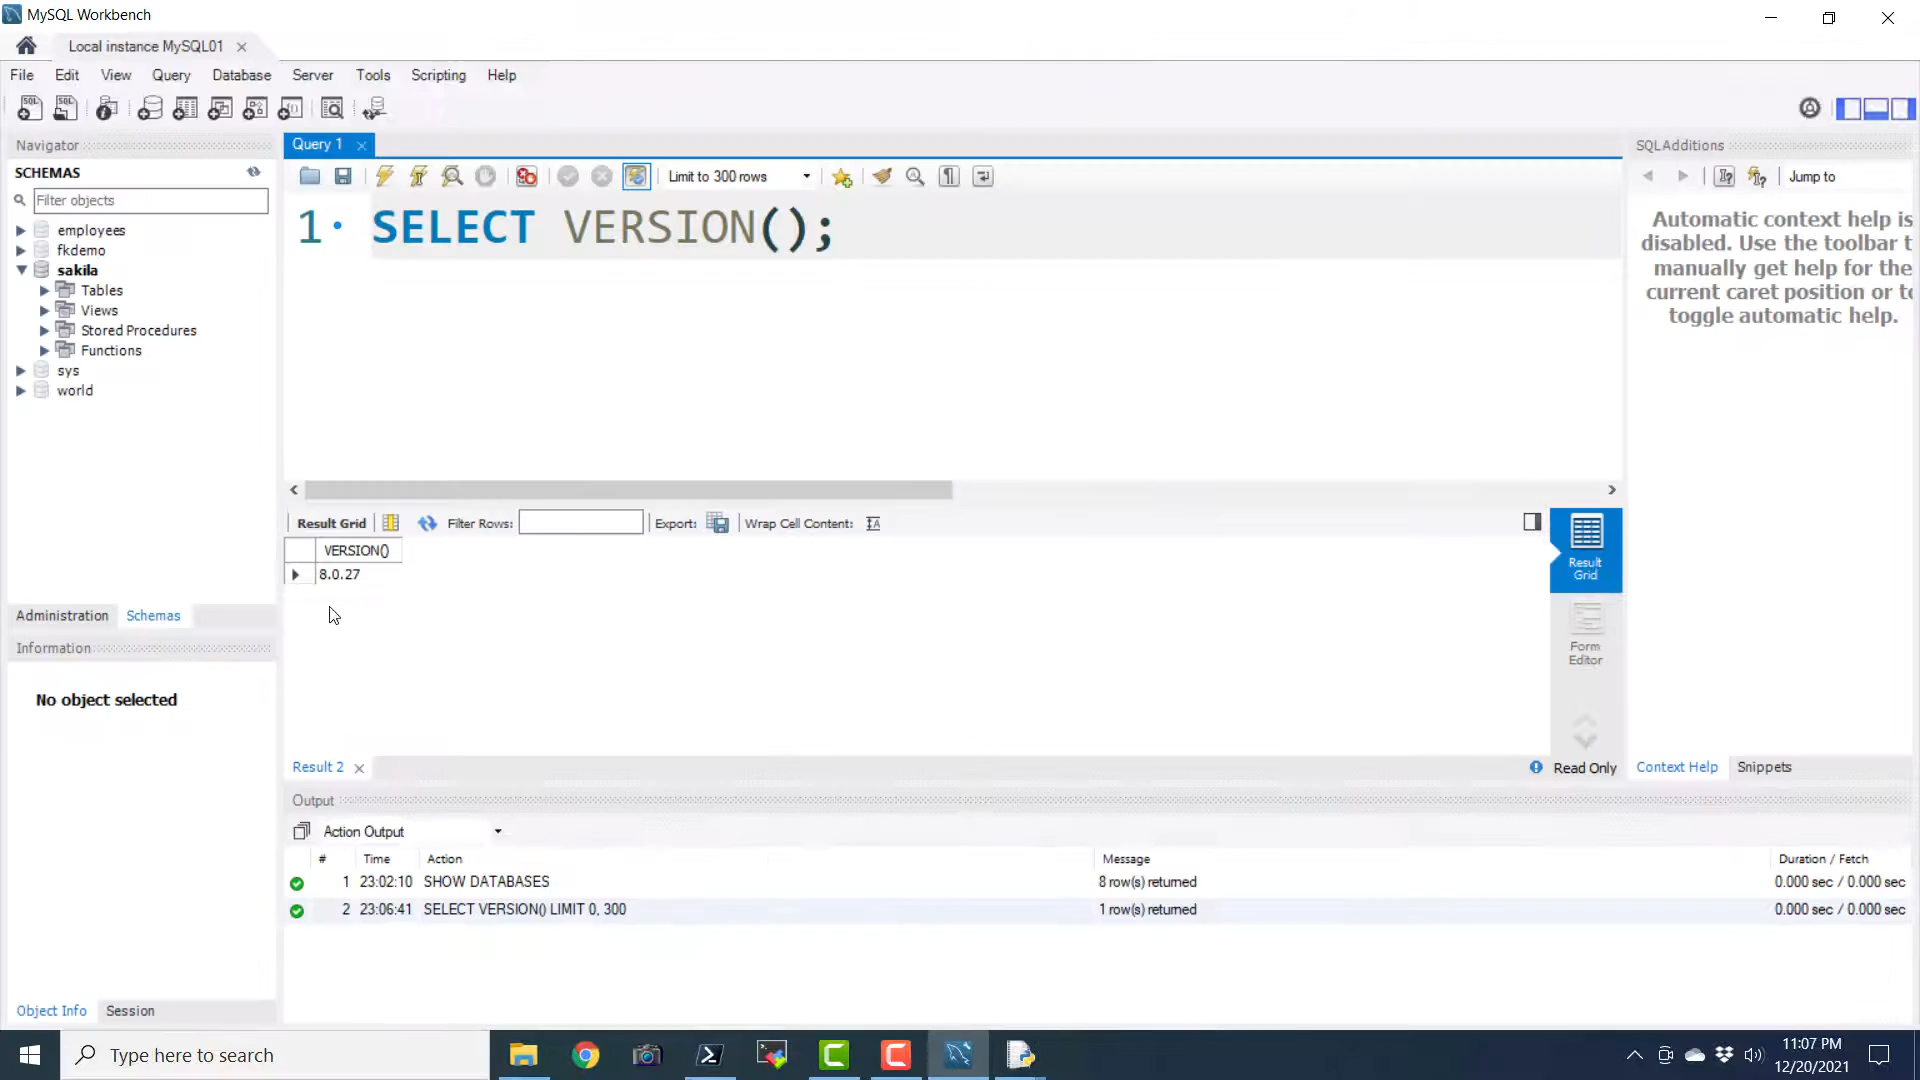 MySQL Workbench
Local instance MySQL01
File Edit View Query Database Server Tools Scripting Help
Navigator
SCHEMAS
Filter objects
employees
fkdemo
sakila
Tables
Views
Stored Procedures
Functions
sys
world
Administration Schemas
Information
No object selected
Object Info Session
Query 1
Limit to 300 rows
1 SELECT VERSION();
Result Grid Filter Rows: Export: Wrap Cell Content:
VERSION()
8.0.27
Result
Grid
Form
Editor
Result 2
Read Only
SQLAdditions
Jump to
Automatic context help is
disabled. Use the toolbar t
manually get help for the
current caret position or to
toggle automatic help.
Context Help Snippets
Output
Action Output
# Time Action Message Duration / Fetch
1 23:02:10 SHOW DATABASES 8 row(s) returned 0.000 sec / 0.000 sec
2 23:06:41 SELECT VERSION() LIMIT 0, 300 1 row(s) returned 0.000 sec / 0.000 sec
Type here to search
11:07 PM
12/20/2021